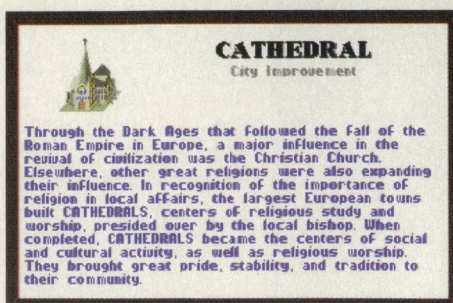 CATHEDRAL
City Improvement
Through the Dark Ages that followed the fall of the
Roman Empire in Europe, a major influence in the
revival of civilization was the Christian Church.
Elsewhere, other great religions were also expanding
their influence. In recognition of the importance of
religion in local affairs, the largest European towns
built CATHEDRALS, centers of religious study and
worship, presided over by the local bishop. When
completed, CATHEDRALS became the centers of social
and cultural activity, as well as religious worship.
They brought great pride, stability, and tradition to
their community.